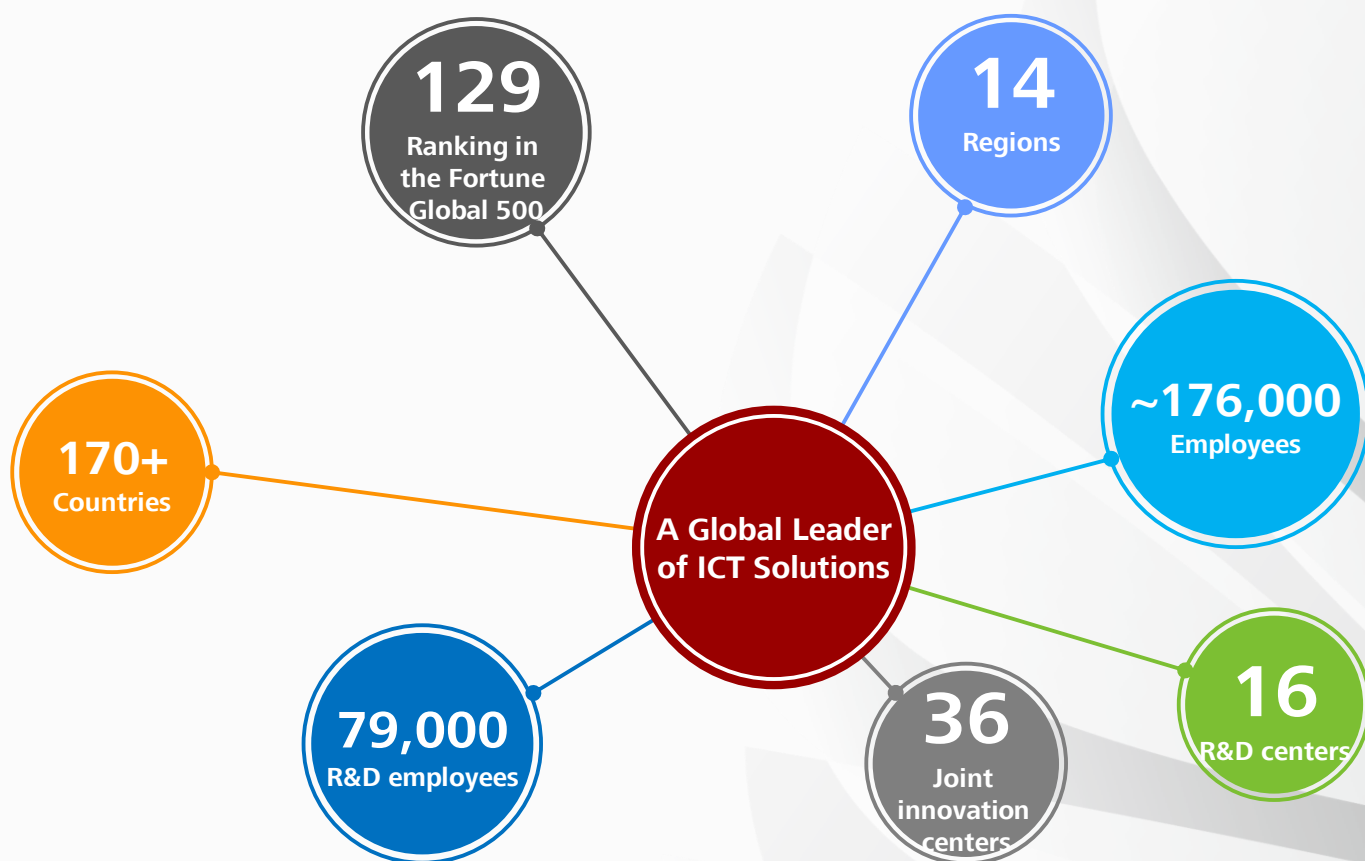 129
Ranking in
the Fortune
Global 500
14
Regions
~176,000
Employees
170+
Countries
A Global Leader
of ICT Solutions
79,000
R&D employees
36
Joint
innovation
centers
16
R&D centers